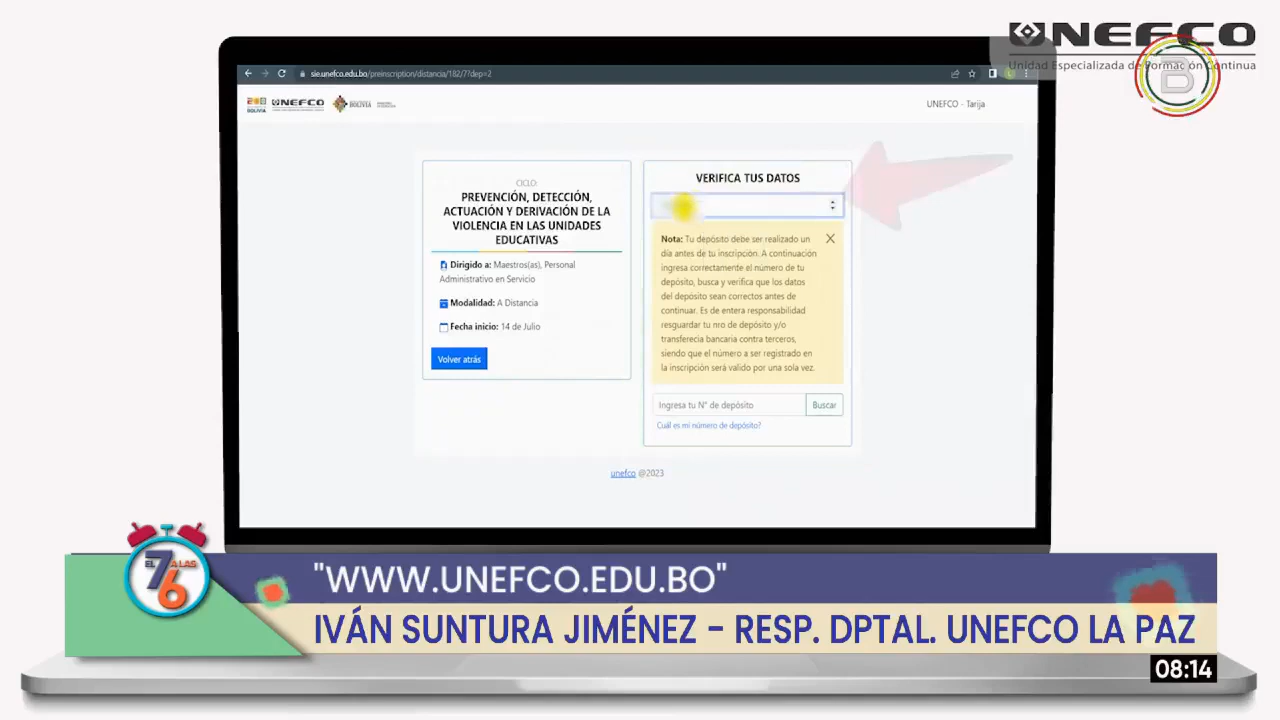 UNEFCO
Unidad Especializada de Formación Continua
B
sie.unefco.edu.bo/preinscription/distancia/182/7?dep=2
BOLIVIA
UNEFCO
BOLIVIA
UNEFCO - Tarija
CICLO:
PREVENCIÓN, DETECCIÓN,
ACTUACIÓN Y DERIVACIÓN DE LA
VIOLENCIA EN LAS UNIDADES
EDUCATIVAS
Dirigido a: Maestros(as), Personal
Administrativo en Servicio
Modalidad: A Distancia
Fecha inicio: 14 de Julio
Volver atrás
VERIFICA TUS DATOS
Nota: Tu depósito debe ser realizado un
día antes de tu inscripción. A continuación
ingresa correctamente el número de tu
depósito, busca y verifica que los datos
del depósito sean correctos antes de
continuar. Es de entera responsabilidad
resguardar tu nro de depósito y/o
transferecia bancaria contra terceros,
siendo que el número a ser registrado en
la inscripción será valido por una sola vez.
Ingresa tu N° de depósito
Buscar
Cuál es mi número de depósito?
unefco @2023
EL 7 A LAS 6
"WWW.UNEFCO.EDU.BO"
IVÁN SUNTURA JIMÉNEZ - RESP. DPTAL. UNEFCO LA PAZ
08:14